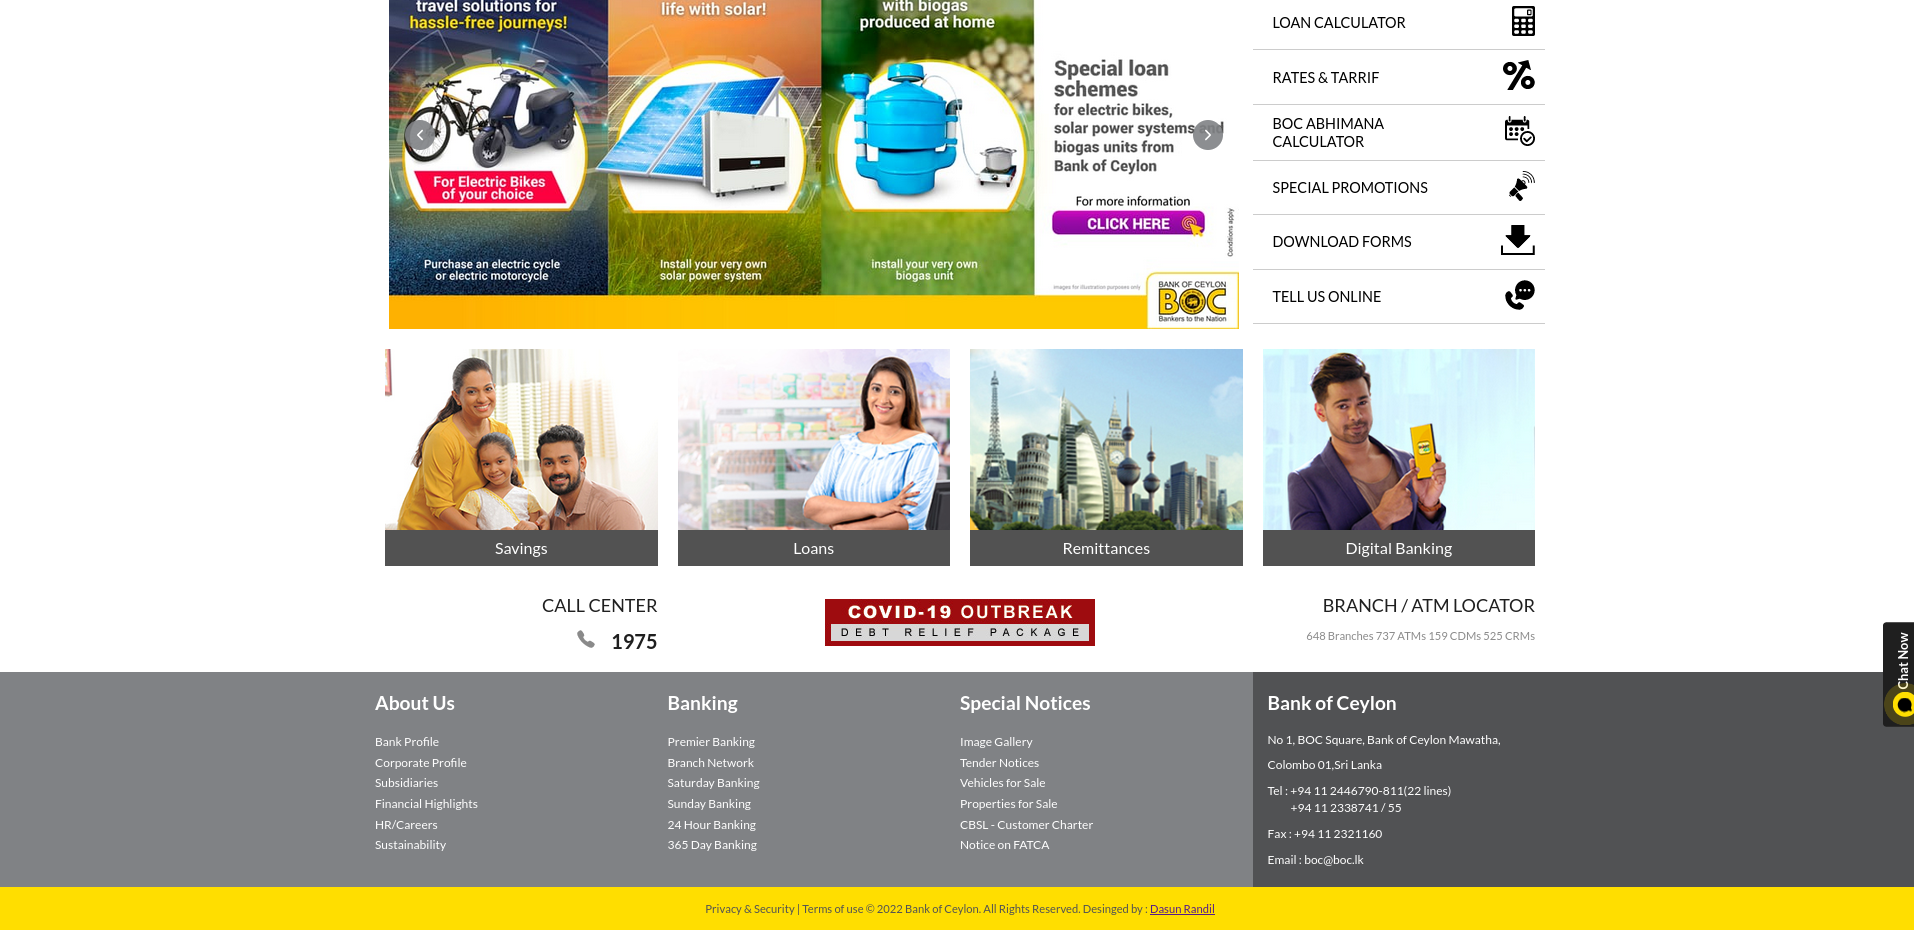 travel solutions for
hassle-free journeys!
For Electric Bikes
of your choice
Purchase an electric cycle
or electric motorcycle
life with solar!
Install your very own
solar power system
with biogas
produced at home
install your very own
biogas unit
Special loan
schemes
for electric bikes,
solar power systems and
biogas units from
Bank of Ceylon
For more information
CLICK HERE
Conditions apply
Images for illustration purposes only
BANK OF CEYLON
BOC
Bankers to the Nation
LOAN CALCULATOR
RATES & TARRIF
BOC ABHIMANA
CALCULATOR
SPECIAL PROMOTIONS
DOWNLOAD FORMS
TELL US ONLINE
Savings
Loans
Remittances
Digital Banking
CALL CENTER
1975
COVID-19 OUTBREAK
DEBT RELIEF PACKAGE
BRANCH / ATM LOCATOR
648 Branches 737 ATMs 159 CDMs 525 CRMs
Chat Now
About Us
Bank Profile
Corporate Profile
Subsidiaries
Financial Highlights
HR/Careers
Sustainability
Banking
Premier Banking
Branch Network
Saturday Banking
Sunday Banking
24 Hour Banking
365 Day Banking
Special Notices
Image Gallery
Tender Notices
Vehicles for Sale
Properties for Sale
CBSL - Customer Charter
Notice on FATCA
Bank of Ceylon
No 1, BOC Square, Bank of Ceylon Mawatha,
Colombo 01,Sri Lanka
Tel : +94 11 2446790-811(22 lines)
+94 11 2338741 / 55
Fax : +94 11 2321160
Email : boc@boc.lk
Privacy & Security | Terms of use © 2022 Bank of Ceylon. All Rights Reserved. Desinged by : Dasun Randil